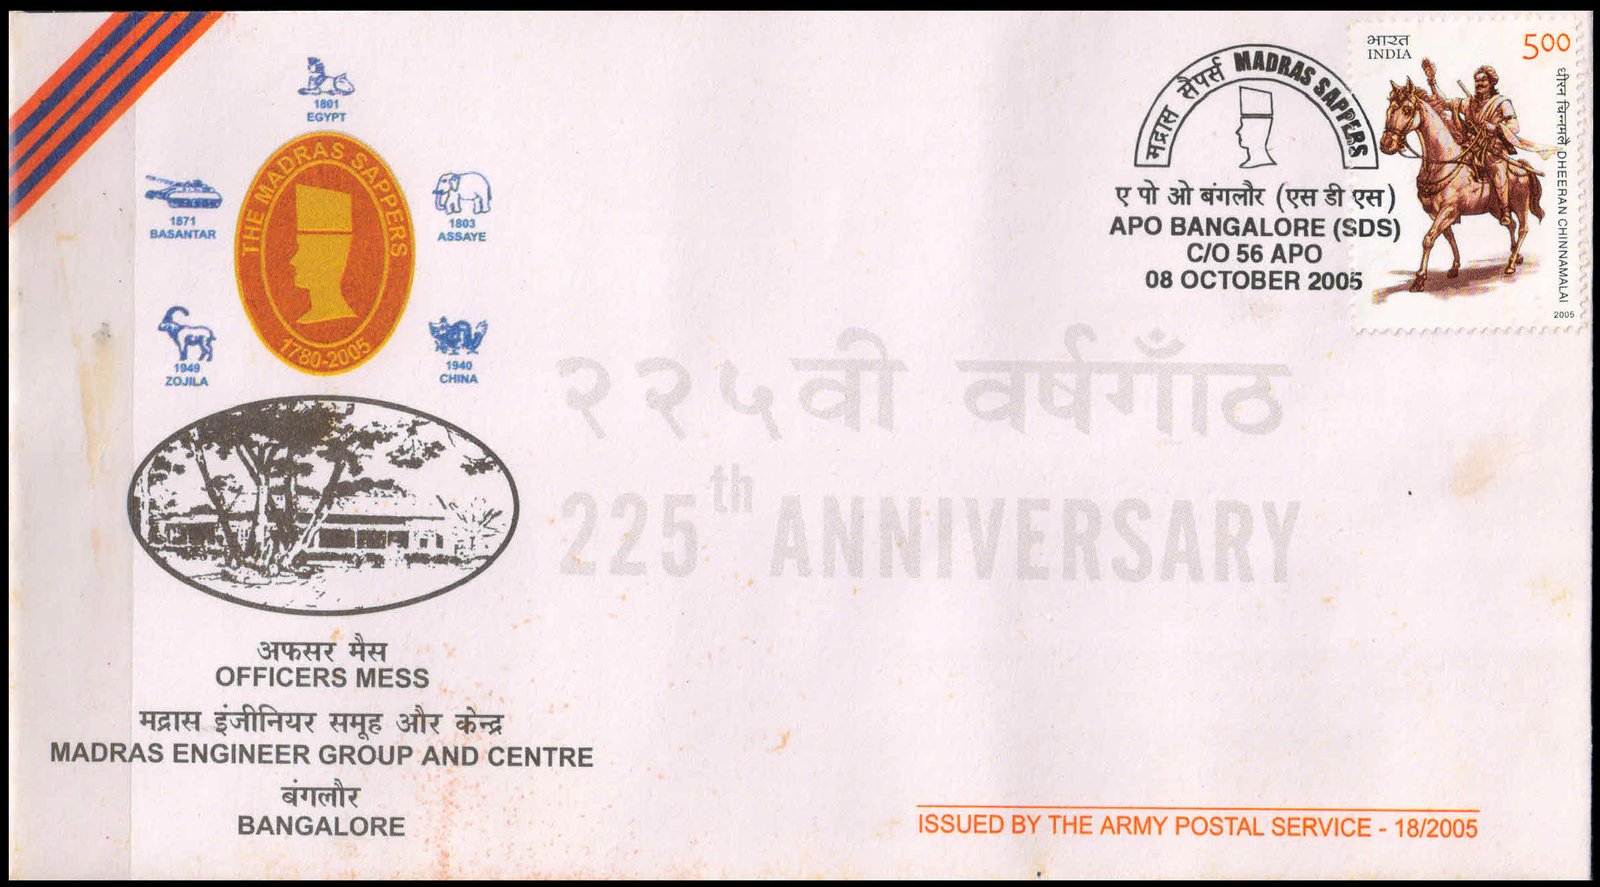 1801
EGYPT
THE MADRAS SAPPERS
1780-2005
1871
BASANTAR
1803
ASSAYE
1949
ZOJILA
1940
CHINA
मद्रास सैपर्स MADRAS SAPPERS
ए पो ओ बंगलौर (एस डी एस)
APO BANGALORE (SDS)
C/O 56 APO
08 OCTOBER 2005
भारत
INDIA
500
धीरन चिन्नमलै DHEERAN CHINNAMALAI
2005
२२५वी वर्षगाँठ
225th ANNIVERSARY
अफसर मैस
OFFICERS MESS
मद्रास इंजीनियर समूह और केन्द्र
MADRAS ENGINEER GROUP AND CENTRE
बंगलौर
BANGALORE
ISSUED BY THE ARMY POSTAL SERVICE - 18/2005